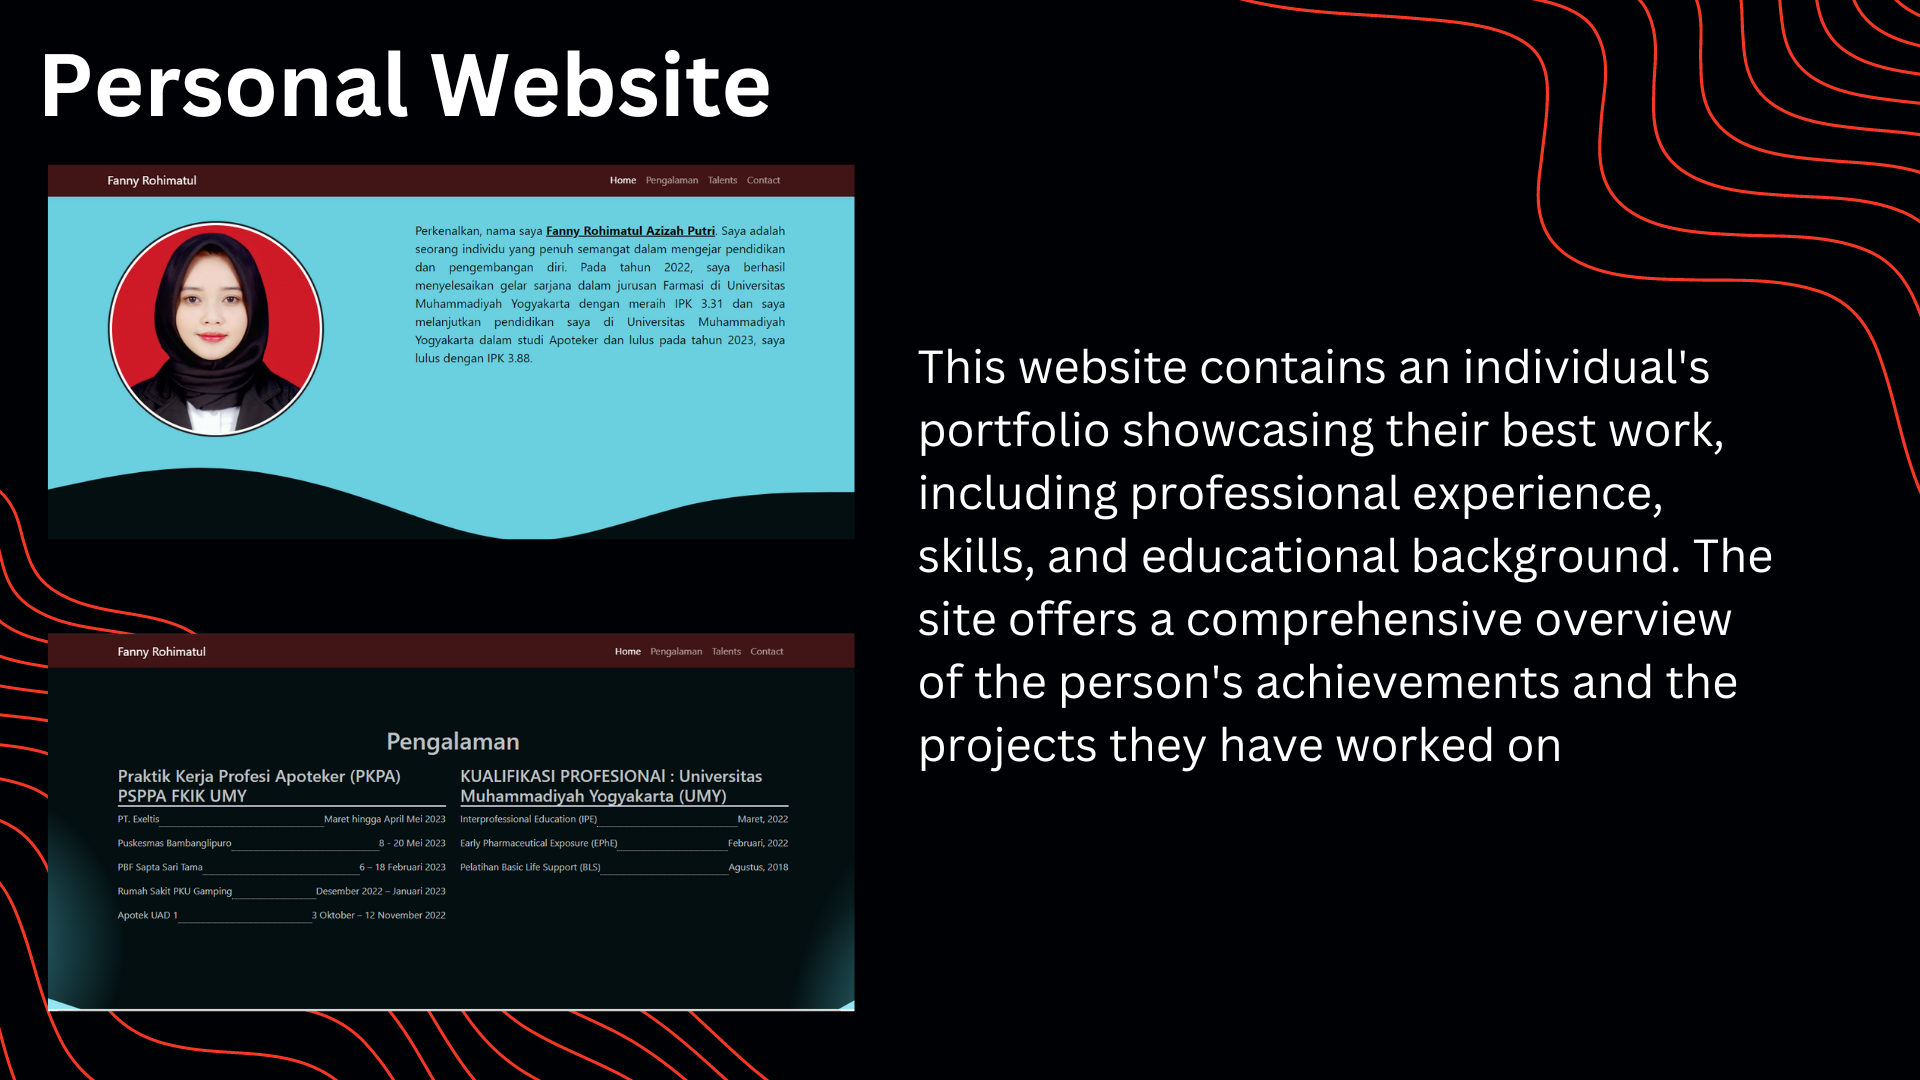 Personal Website
Fanny Rohimatul
Home Pengalaman Talents Contact
Perkenalkan, nama saya Fanny Rohimatul Azizah Putri. Saya adalah
seorang individu yang penuh semangat dalam mengejar pendidikan
dan pengembangan diri. Pada tahun 2022, saya berhasil
menyelesaikan gelar sarjana dalam jurusan Farmasi di Universitas
Muhammadiyah Yogyakarta dengan meraih IPK 3.31 dan saya
melanjutkan pendidikan saya di Universitas Muhammadiyah
Yogyakarta dalam studi Apoteker dan lulus pada tahun 2023, saya
lulus dengan IPK 3.88.
Fanny Rohimatul
Home Pengalaman Talents Contact
Pengalaman
Praktik Kerja Profesi Apoteker (PKPA)
PSPPA FKIK UMY
PT. Exeltis Maret hingga April Mei 2023
Puskesmas Bambanglipuro 8 - 20 Mei 2023
PBF Sapta Sari Tama 6 – 18 Februari 2023
Rumah Sakit PKU Gamping Desember 2022 – Januari 2023
Apotek UAD 1 3 Oktober – 12 November 2022
KUALIFIKASI PROFESIONAl : Universitas
Muhammadiyah Yogyakarta (UMY)
Interprofessional Education (IPE) Maret, 2022
Early Pharmaceutical Exposure (EPhE) Februari, 2022
Pelatihan Basic Life Support (BLS) Agustus, 2018
This website contains an individual's
portfolio showcasing their best work,
including professional experience,
skills, and educational background. The
site offers a comprehensive overview
of the person's achievements and the
projects they have worked on